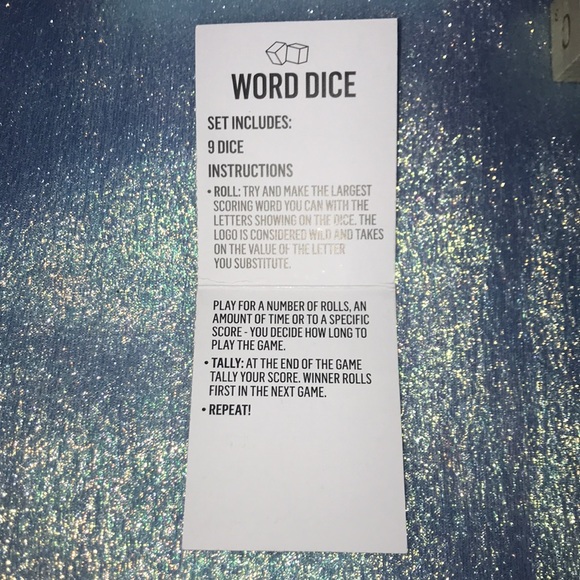 WORD DICE
SET INCLUDES:
9 DICE
INSTRUCTIONS
• ROLL: TRY AND MAKE THE LARGEST
SCORING WORD YOU CAN WITH THE
LETTERS SHOWING ON THE DICE. THE
LOGO IS CONSIDERED WILD AND TAKES
ON THE VALUE OF THE LETTER
YOU SUBSTITUTE.
PLAY FOR A NUMBER OF ROLLS, AN
AMOUNT OF TIME OR TO A SPECIFIC
SCORE - YOU DECIDE HOW LONG TO
PLAY THE GAME.
• TALLY: AT THE END OF THE GAME
TALLY YOUR SCORE. WINNER ROLLS
FIRST IN THE NEXT GAME.
• REPEAT!